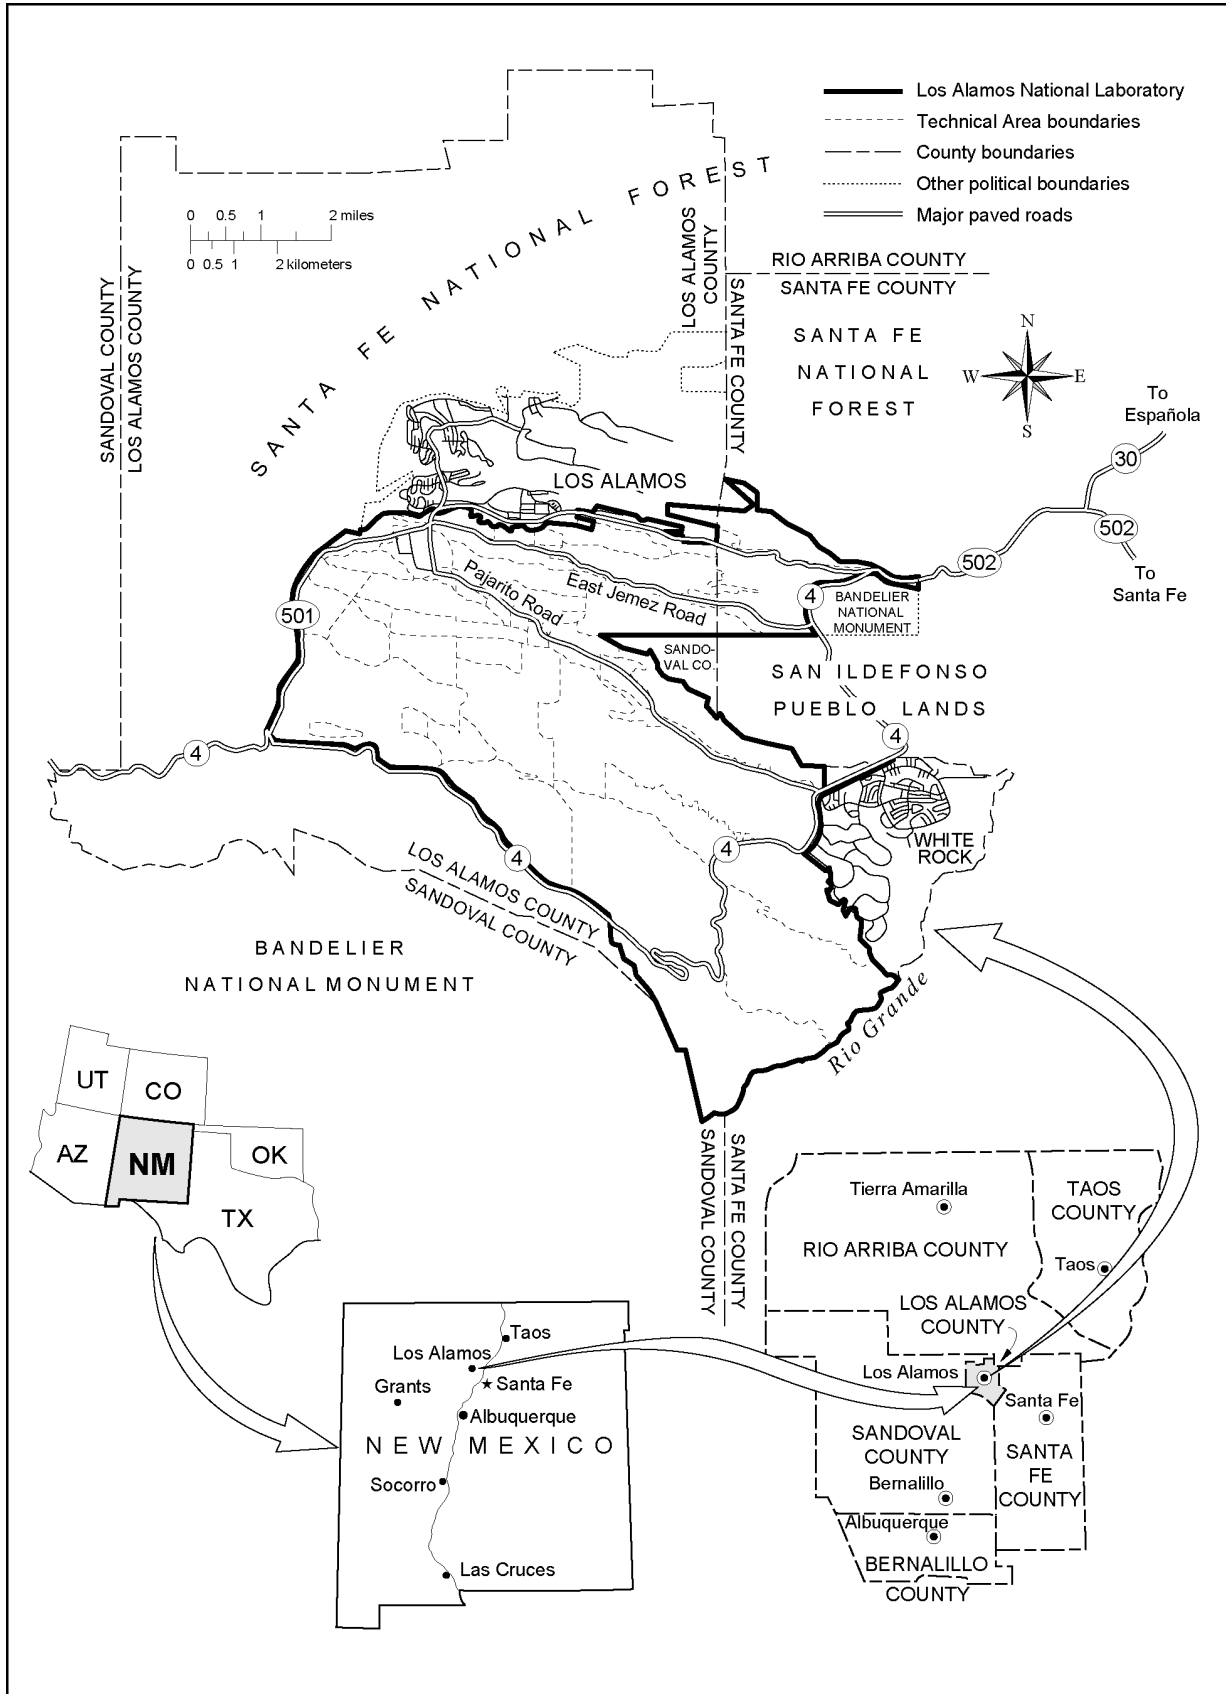 Los Alamos National Laboratory
Technical Area boundaries
County boundaries
Other political boundaries
Major paved roads
0 0.5 1 2 miles
0 0.5 1 2 kilometers
SANTA FE NATIONAL FOREST
LOS ALAMOS
COUNTY
SANTA FE COUNTY
RIO ARRIBA COUNTY
SANTA FE COUNTY
SANDOVAL COUNTY
LOS ALAMOS COUNTY
SANTA FE
NATIONAL
FOREST
N
W
E
S
To
Española
30
502
502
To
Santa Fe
LOS ALAMOS
501
Pajarito Road
East Jemez Road
4
BANDELIER
NATIONAL
MONUMENT
SANDO-
VAL CO.
SAN ILDEFONSO
PUEBLO LANDS
4
4
WHITE
ROCK
4
4
LOS ALAMOS COUNTY
SANDOVAL COUNTY
BANDELIER
NATIONAL MONUMENT
Rio Grande
SANDOVAL COUNTY
SANTA FE COUNTY
UT
CO
AZ
NM
OK
TX
Taos
Los Alamos
Grants
Santa Fe
Albuquerque
NEW MEXICO
Socorro
Las Cruces
Tierra Amarilla
TAOS
COUNTY
RIO ARRIBA COUNTY
Taos
LOS ALAMOS
COUNTY
Los Alamos
Santa Fe
SANDOVAL
COUNTY
SANTA
FE
COUNTY
Bernalillo
Albuquerque
BERNALILLO
COUNTY